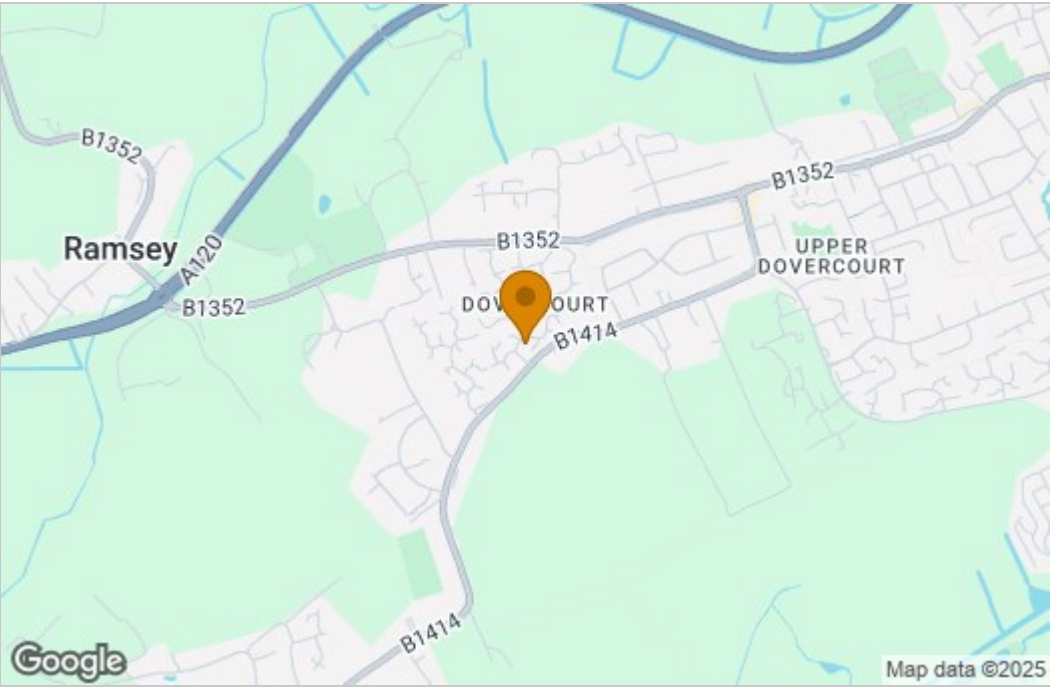 B1352
B1352
Ramsey
A120
B1352
UPPER
DOVERCOURT
B1352
DOV OURT
B1414
B1414
Google
Map data ©2025